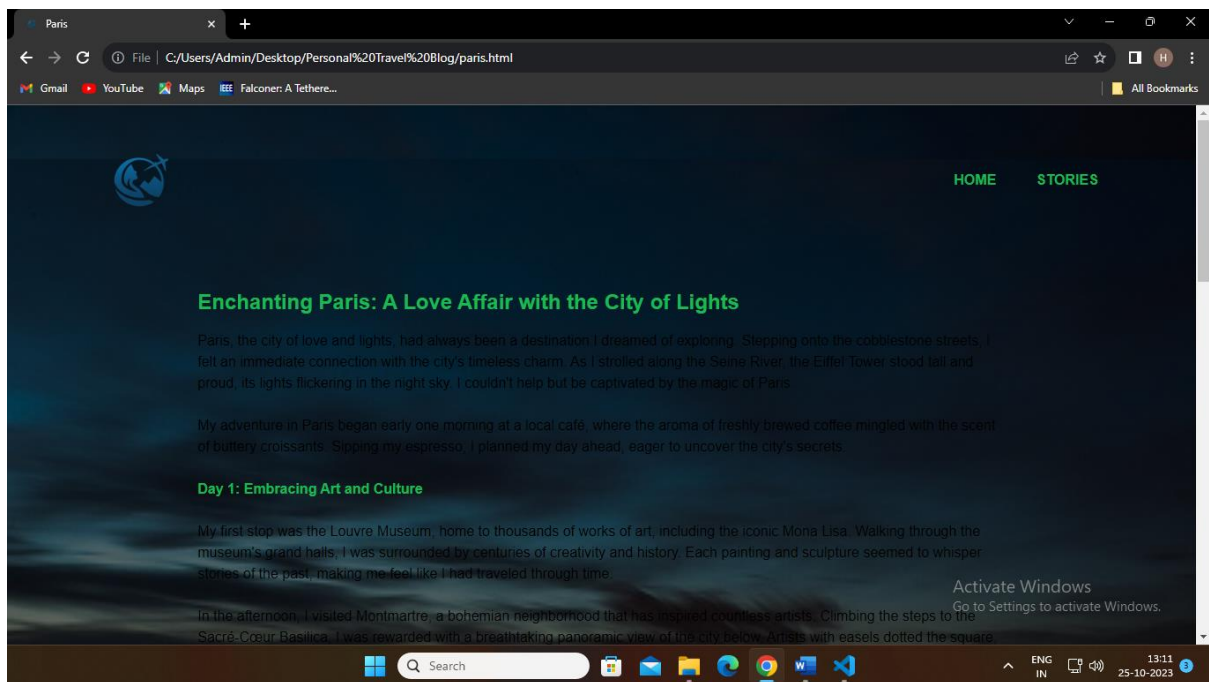 Paris
File | C:/Users/Admin/Desktop/Personal%20Travel%20Blog/paris.html
H
Gmail YouTube Maps IEEE Falconer: A Tethere... All Bookmarks
HOME STORIES
Enchanting Paris: A Love Affair with the City of Lights
Paris, the city of love and lights, had always been a destination I dreamed of exploring. Stepping onto the cobblestone streets, I
felt an immediate connection with the city's timeless charm. As I strolled along the Seine River, the Eiffel Tower stood tall and
proud, its lights flickering in the night sky. I couldn't help but be captivated by the magic of Paris.
My adventure in Paris began early one morning at a local café, where the aroma of freshly brewed coffee mingled with the scent
of buttery croissants. Sipping my espresso, I planned my day ahead, eager to uncover the city's secrets.
Day 1: Embracing Art and Culture
My first stop was the Louvre Museum, home to thousands of works of art, including the iconic Mona Lisa. Walking through the
museum's grand halls, I was surrounded by centuries of creativity and history. Each painting and sculpture seemed to whisper
stories of the past, making me feel like I had traveled through time.
In the afternoon, I visited Montmartre, a bohemian neighborhood that has inspired countless artists. Climbing the steps to the
Sacré-Cœur Basilica, I was rewarded with a breathtaking panoramic view of the city below. Artists with easels dotted the square,
Activate Windows
Go to Settings to activate Windows.
Search
ENG
IN
13:11
25-10-2023
3